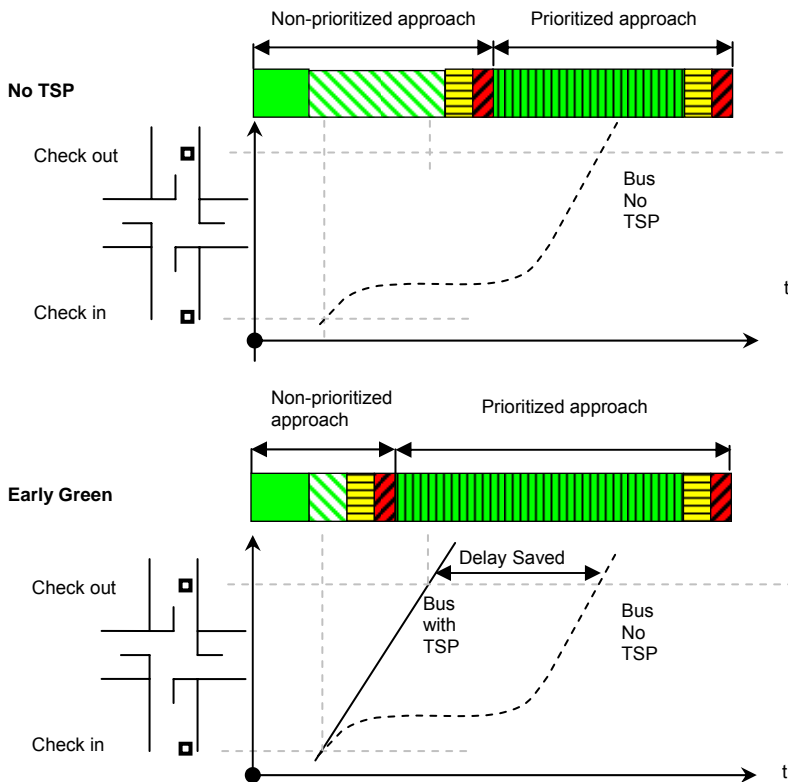 Non-prioritized approach
Prioritized approach
No TSP
Check out
Bus
No
TSP
Check in
t
Non-prioritized
approach
Prioritized approach
Early Green
Delay Saved
Check out
Bus
with
TSP
Bus
No
TSP
Check in
t